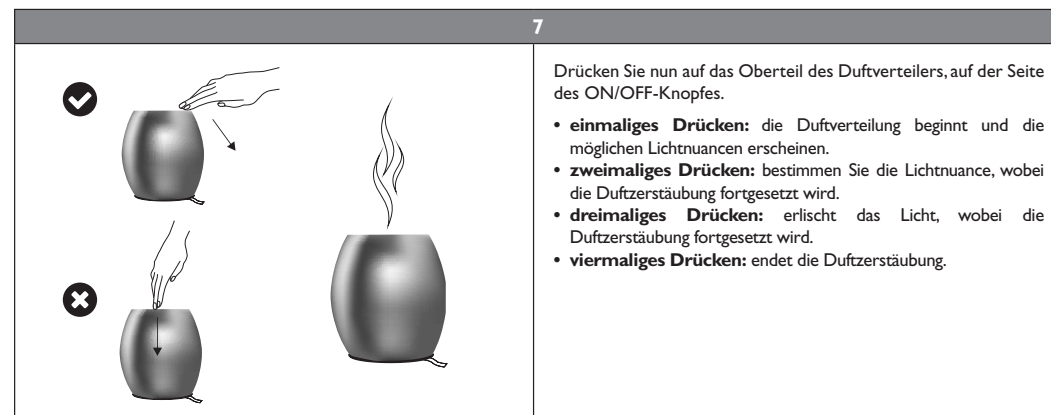 7
Drücken Sie nun auf das Oberteil des Duftverteilers, auf der Seite
des ON/OFF-Knopfes.
• einmaliges Drücken: die Duftverteilung beginnt und die
möglichen Lichtnuancen erscheinen.
• zweimaliges Drücken: bestimmen Sie die Lichtnuance, wobei
die Duftzerstäubung fortgesetzt wird.
• dreimaliges Drücken: erlischt das Licht, wobei die
Duftzerstäubung fortgesetzt wird.
• viermaliges Drücken: endet die Duftzerstäubung.